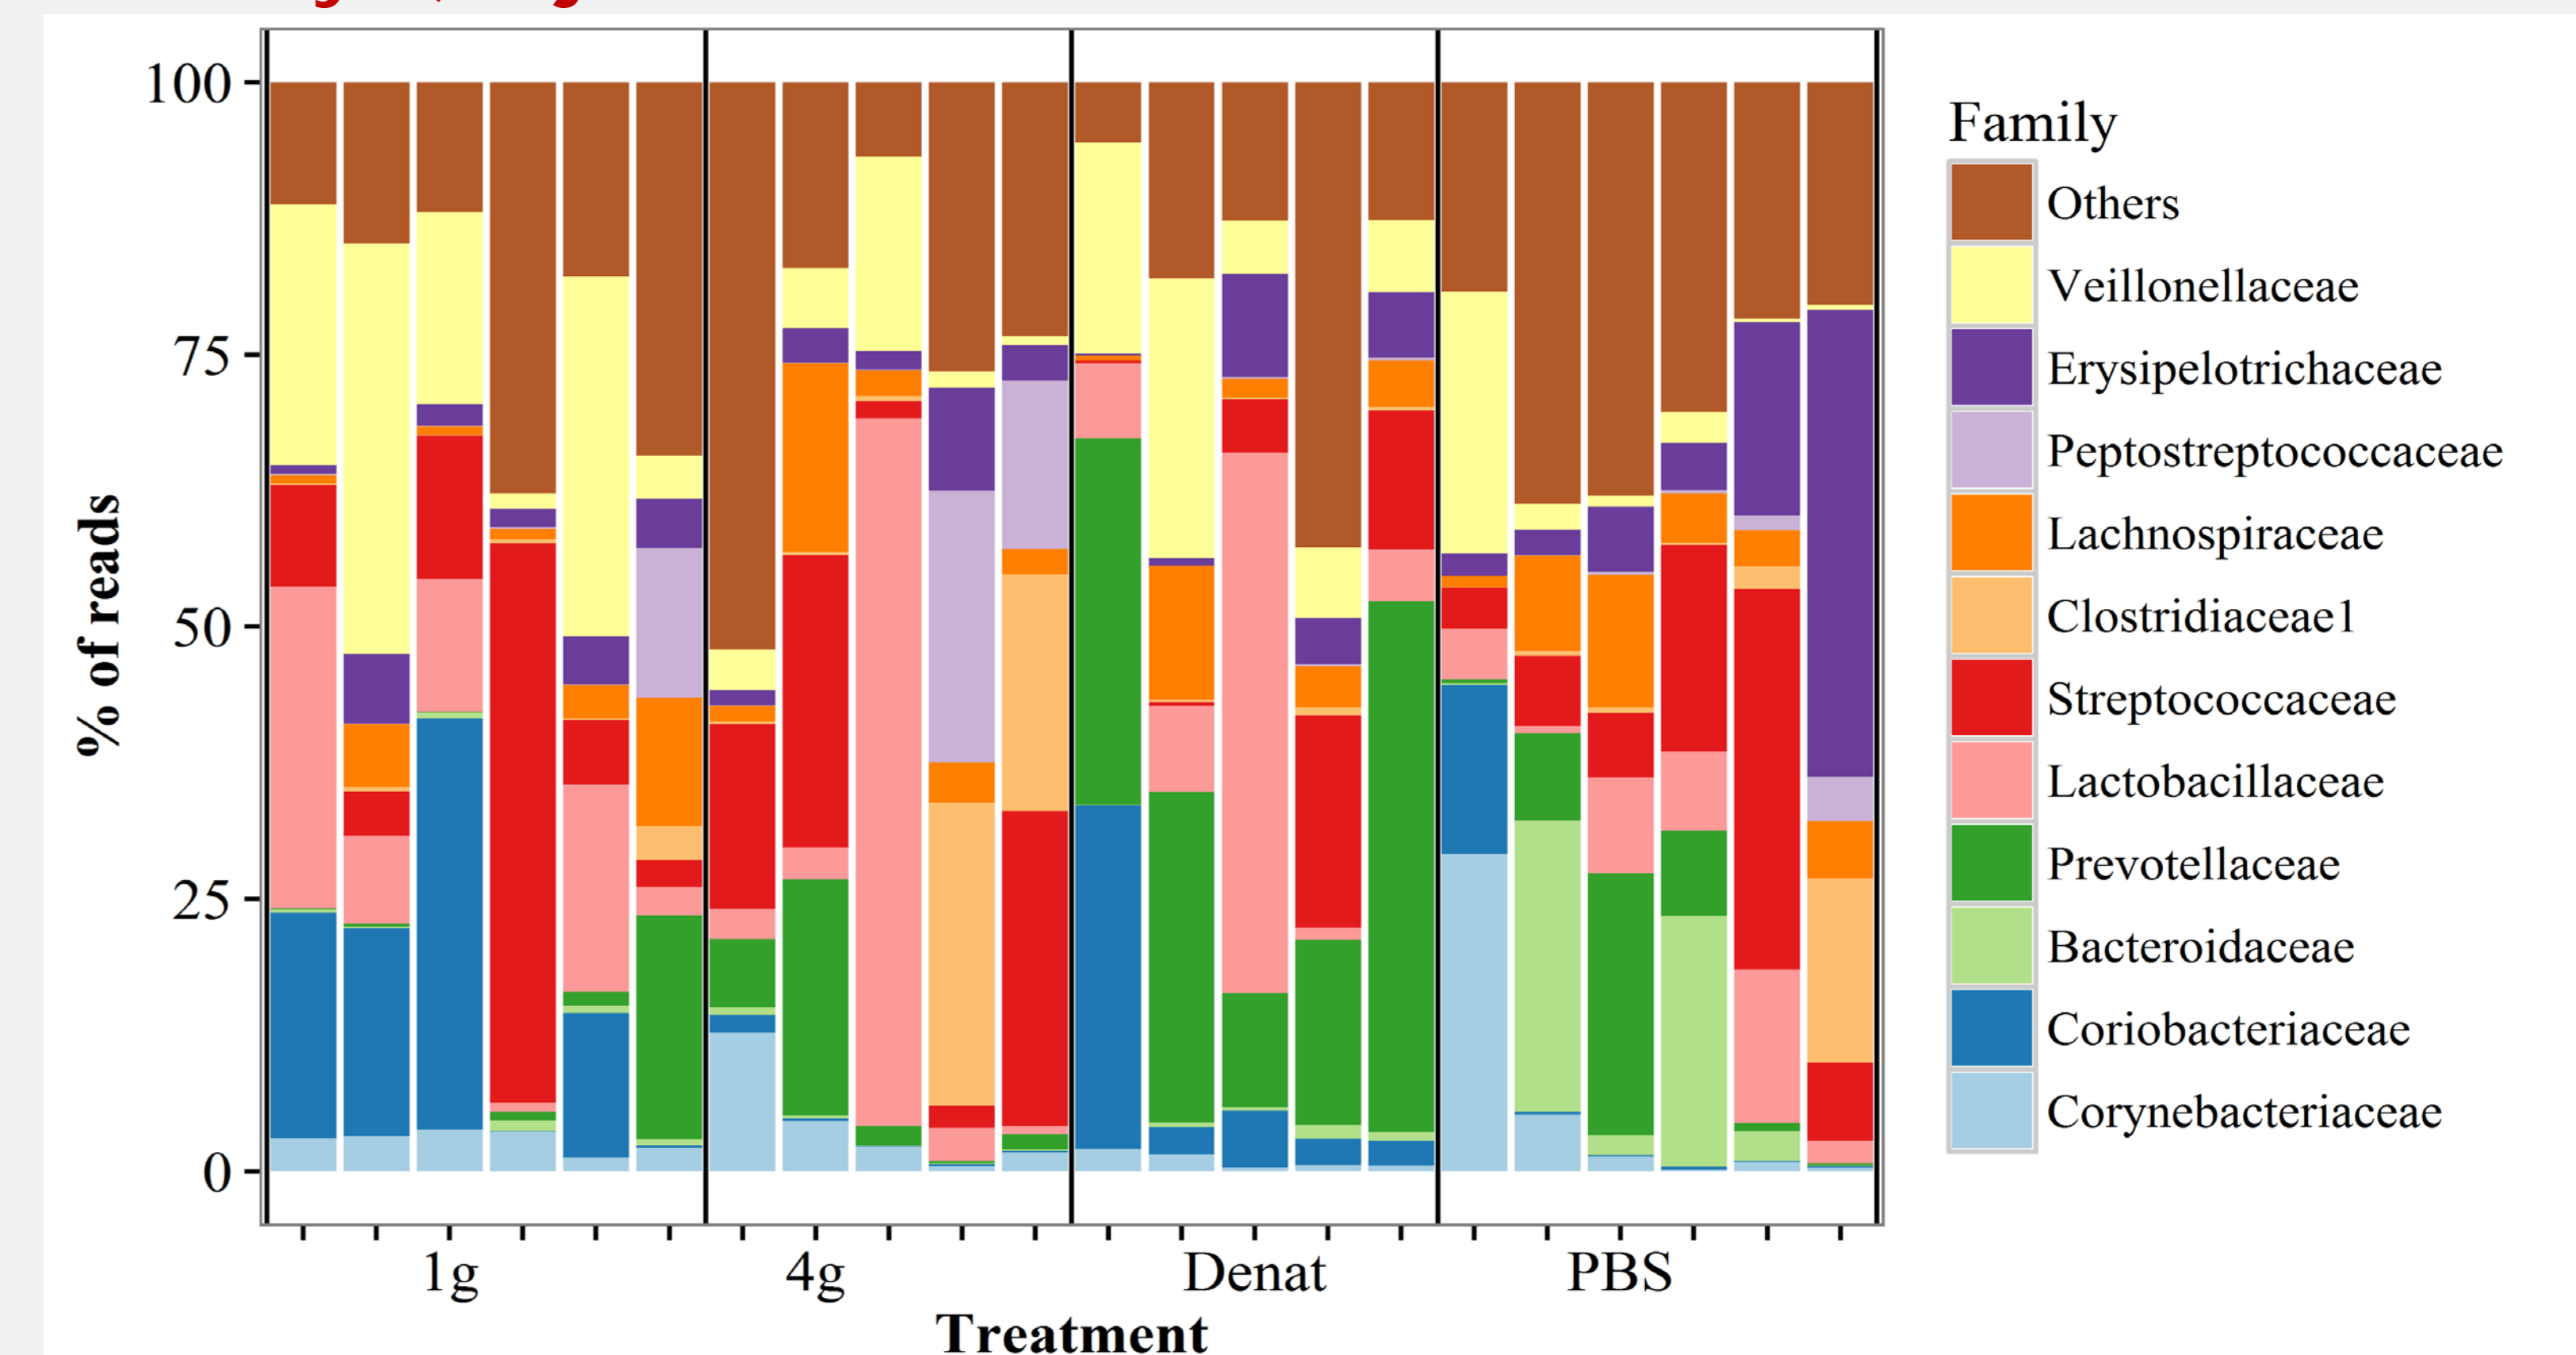 100
75
50
25
0
% of reads
1g
4g
Denat
PBS
Treatment
Family
Others
Veillonellaceae
Erysipelotrichaceae
Peptostreptococcaceae
Lachnospiraceae
Clostridiaceae1
Streptococcaceae
Lactobacillaceae
Prevotellaceae
Bacteroidaceae
Coriobacteriaceae
Corynebacteriaceae